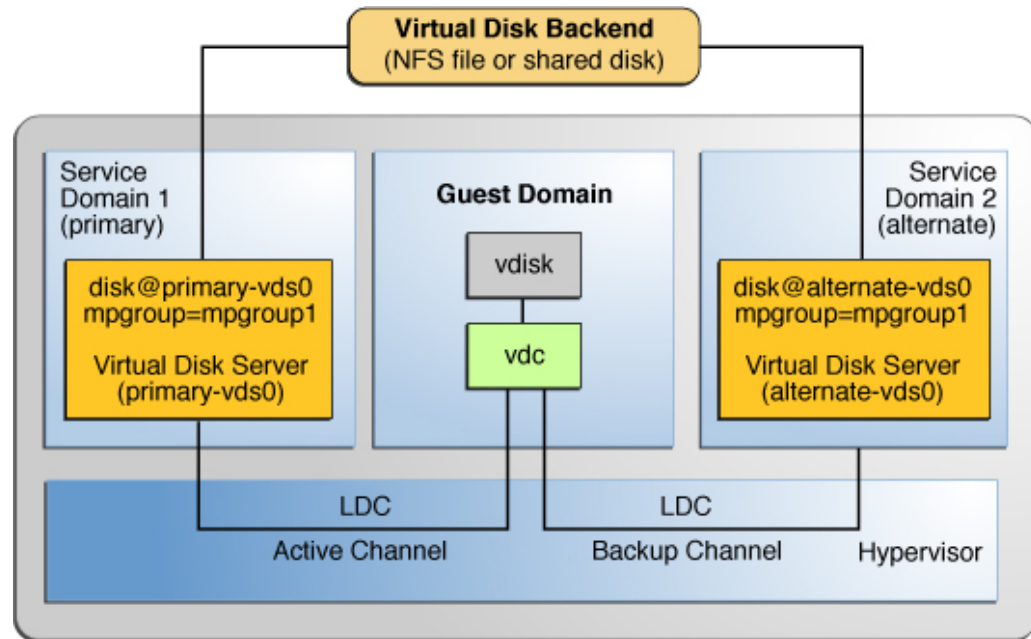 Virtual Disk Backend
(NFS file or shared disk)
Service
Domain 1
(primary)
disk@primary-vds0
mpgroup=mpgroup1
Virtual Disk Server
(primary-vds0)
Guest Domain
vdisk
vdc
Service
Domain 2
(alternate)
disk@alternate-vds0
mpgroup=mpgroup1
Virtual Disk Server
(alternate-vds0)
LDC
Active Channel
LDC
Backup Channel
Hypervisor